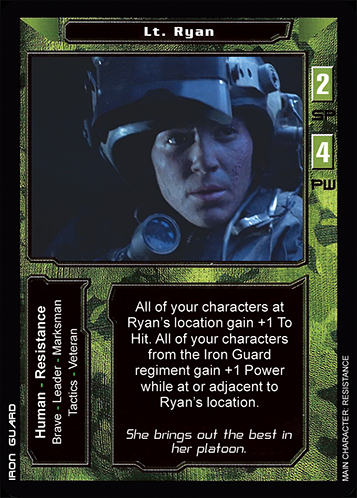 Lt. Ryan
2
SP
4
PW
Human - Resistance
Brave - Leader - Marksman
Tactics - Veteran
All of your characters at
Ryan's location gain +1 To
Hit. All of your characters
from the Iron Guard
regiment gain +1 Power
while at or adjacent to
Ryan's location.
She brings out the best in
her platoon.
IRON GUARD
MAIN CHARACTER: RESISTANCE